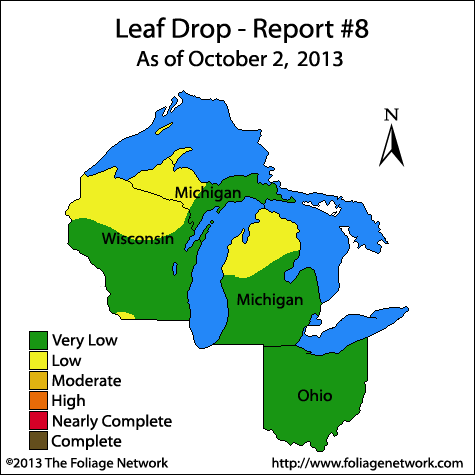 Leaf Drop - Report #8
As of October 2, 2013
N
Michigan
Wisconsin
Michigan
Ohio
Very Low
Low
Moderate
High
Nearly Complete
Complete
©2013 The Foliage Network
http://www.foliagenetwork.com